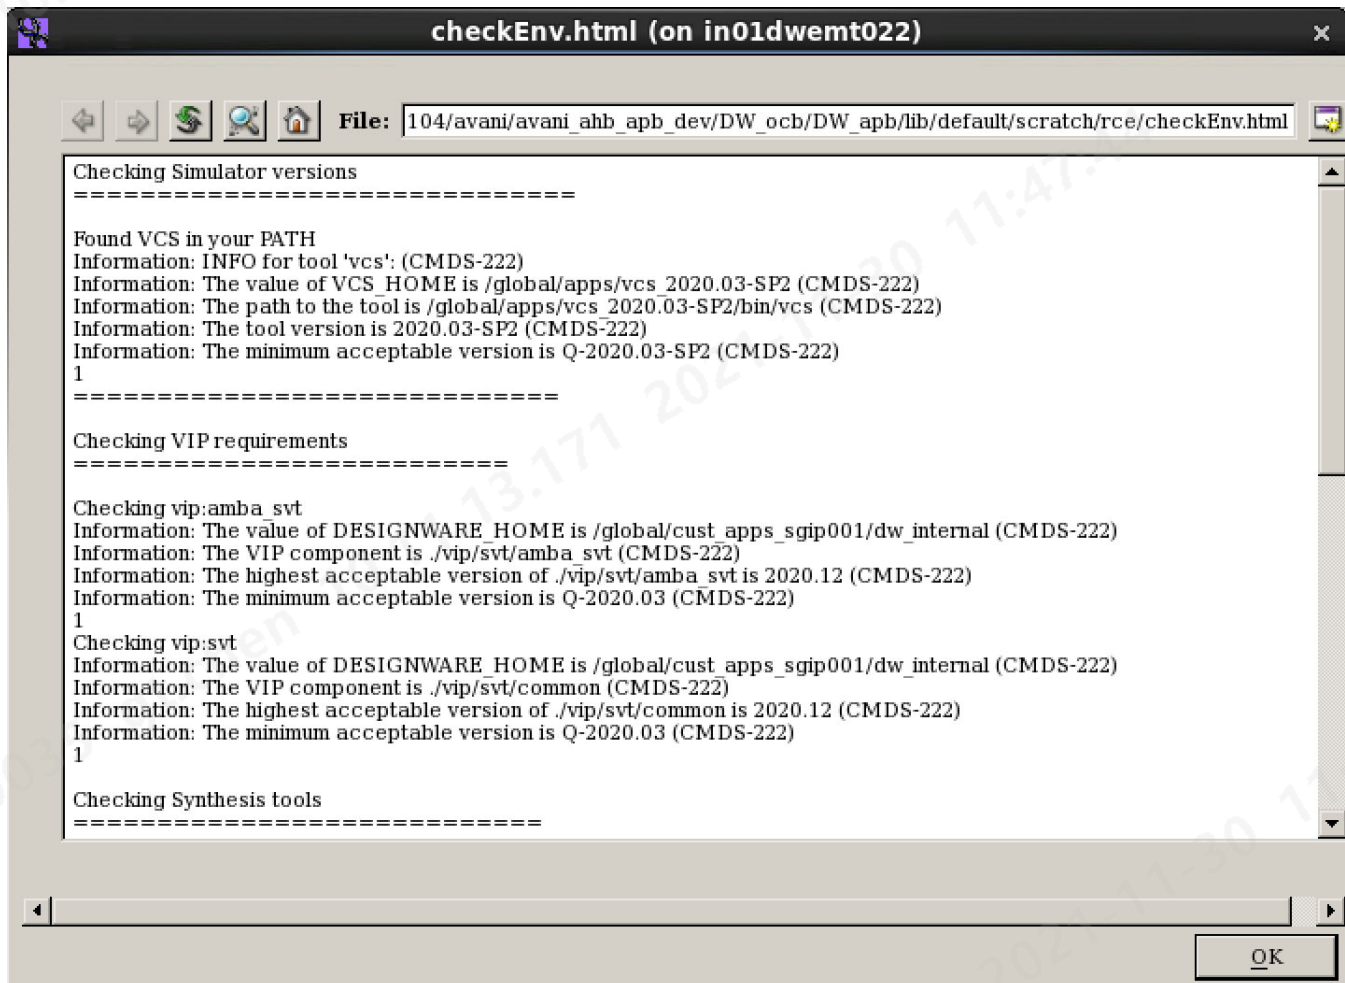 checkEnv.html (on in01dwemt022)
File: 104/avani/avani_ahb_apb_dev/DW_ocb/DW_apb/lib/default/scratch/rce/checkEnv.html
Checking Simulator versions
==============================
Found VCS in your PATH
Information: INFO for tool 'vcs': (CMDS-222)
Information: The value of VCS_HOME is /global/apps/vcs_2020.03-SP2 (CMDS-222)
Information: The path to the tool is /global/apps/vcs_2020.03-SP2/bin/vcs (CMDS-222)
Information: The tool version is 2020.03-SP2 (CMDS-222)
Information: The minimum acceptable version is Q-2020.03-SP2 (CMDS-222)
1
=============================
Checking VIP requirements
==========================
Checking vip:amba_svt
Information: The value of DESIGNWARE_HOME is /global/cust_apps_sgip001/dw_internal (CMDS-222)
Information: The VIP component is ./vip/svt/amba_svt (CMDS-222)
Information: The highest acceptable version of ./vip/svt/amba_svt is 2020.12 (CMDS-222)
Information: The minimum acceptable version is Q-2020.03 (CMDS-222)
1
Checking vip:svt
Information: The value of DESIGNWARE_HOME is /global/cust_apps_sgip001/dw_internal (CMDS-222)
Information: The VIP component is ./vip/svt/common (CMDS-222)
Information: The highest acceptable version of ./vip/svt/common is 2020.12 (CMDS-222)
Information: The minimum acceptable version is Q-2020.03 (CMDS-222)
1
Checking Synthesis tools
============================
OK